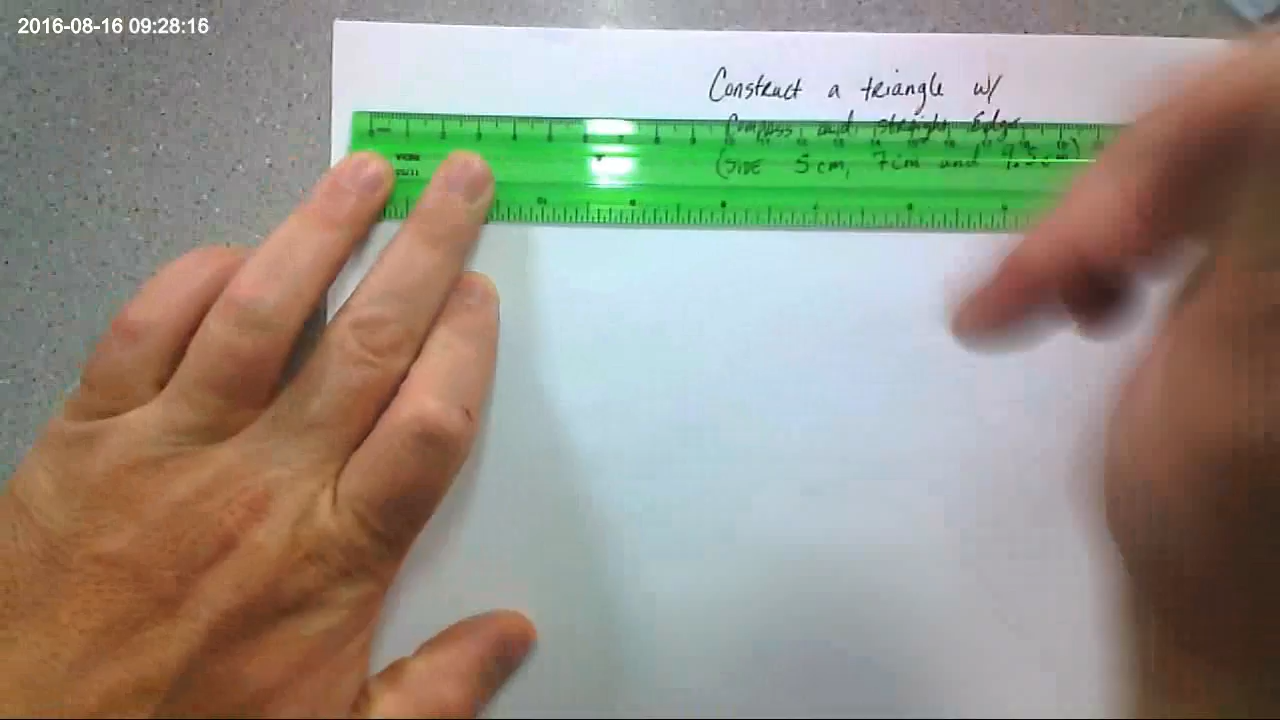 2016-08-16 09:28:16
Construct a triangle w/
Compass and straight Edge
(SIDE 5cm, 7cm and